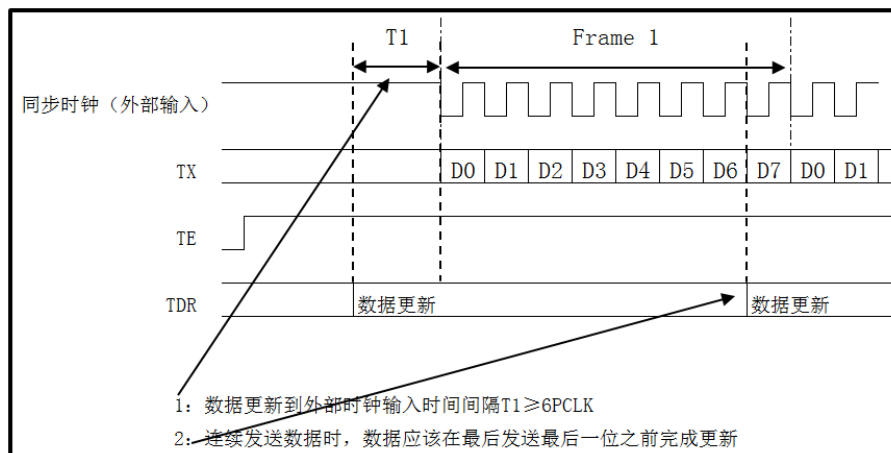 T1 Frame 1
同步时钟（外部输入）
TX D0 D1 D2 D3 D4 D5 D6 D7 D0 D1
TE
TDR 数据更新 数据更新
1: 数据更新到外部时钟输入时间间隔T1≥6PCLK
2: 连续发送数据时，数据应该在最后发送最后一位之前完成更新